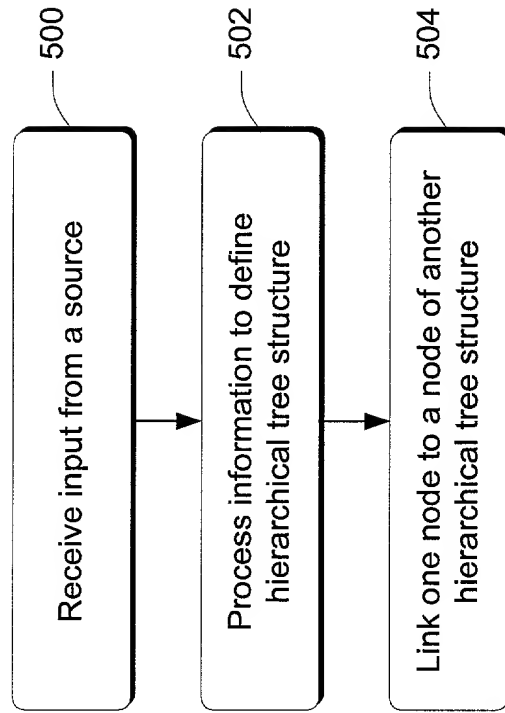 Receive input from a source
500
Process information to define
hierarchical tree structure
502
Link one node to a node of another
hierarchical tree structure
504